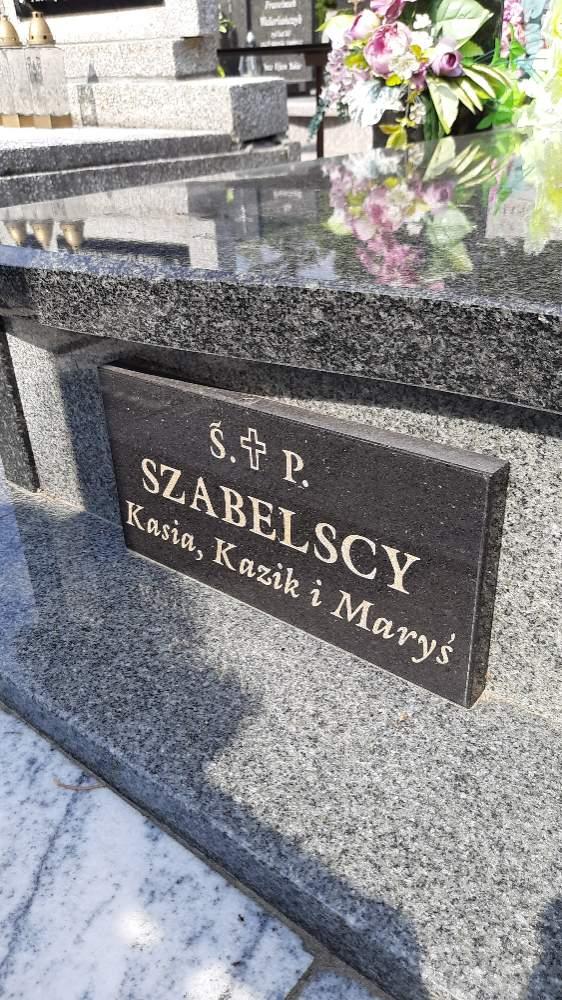 Ś. P.
SZABELSCY
Kasia, Kazik i Maryś